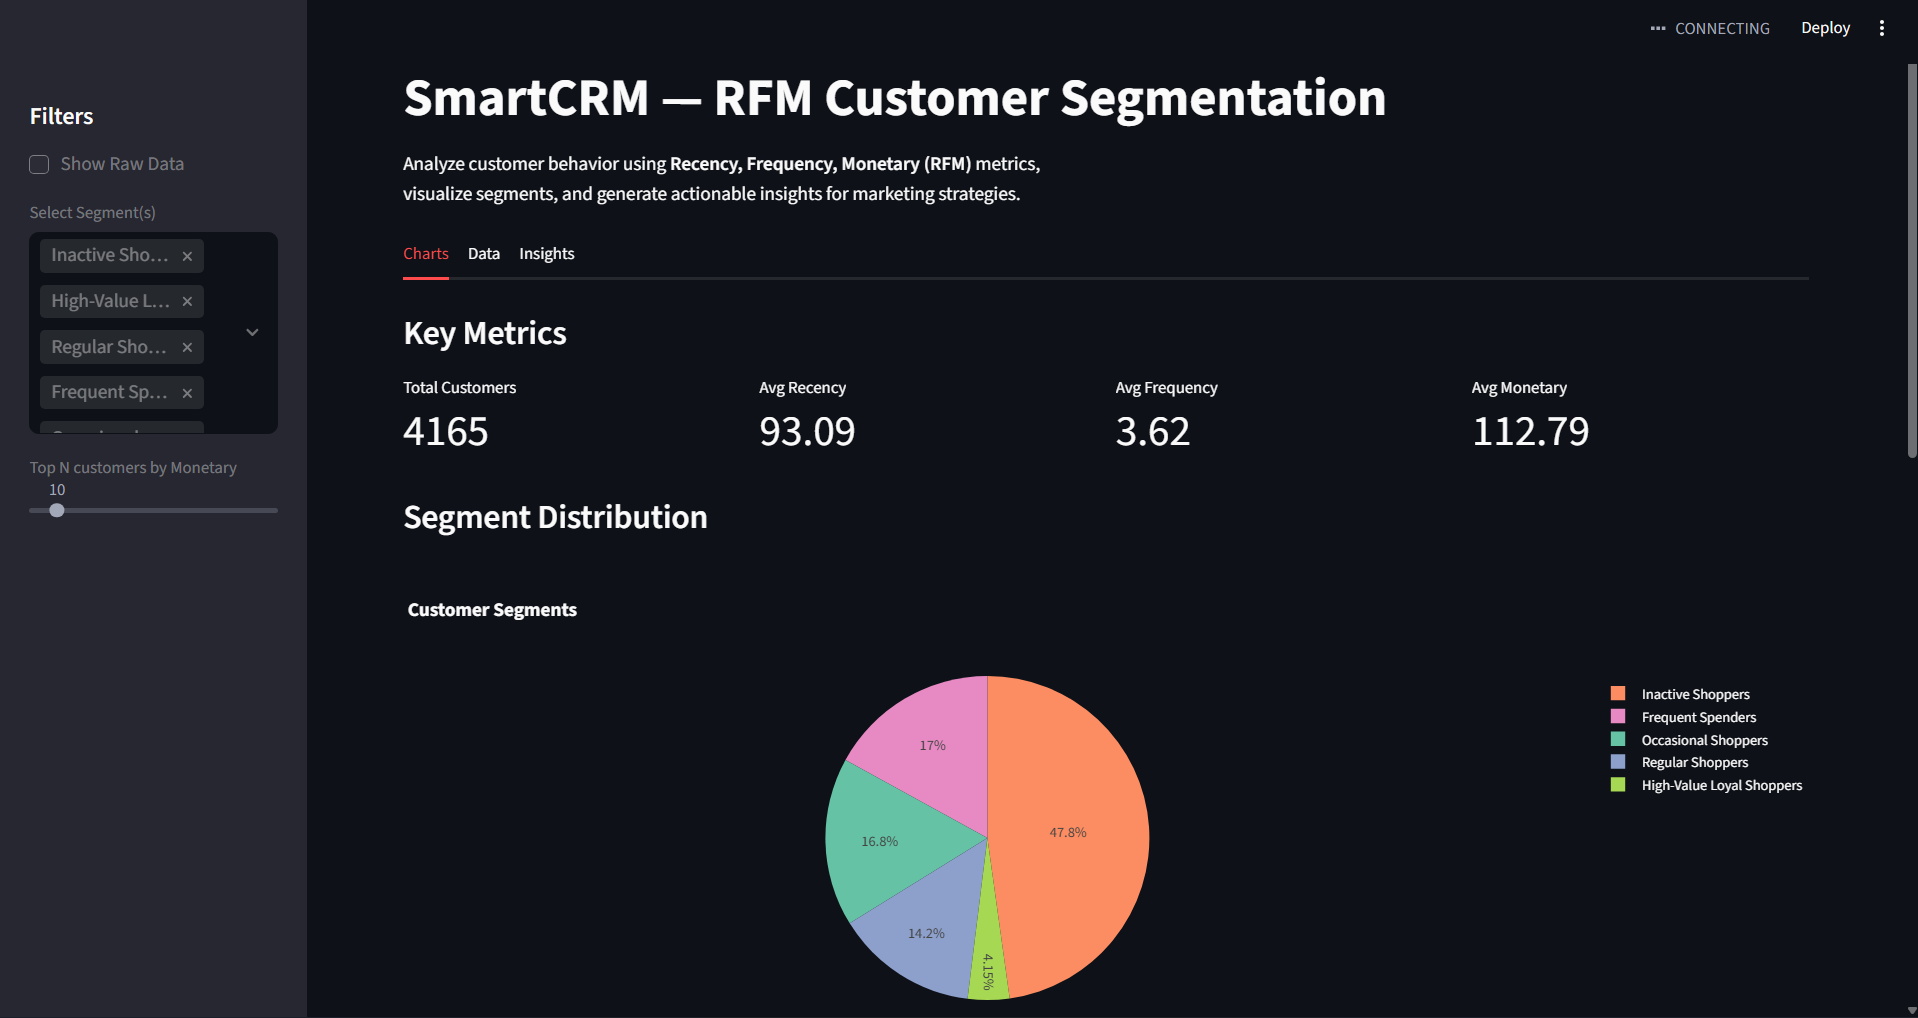 CONNECTING
Deploy
Filters
Show Raw Data
Select Segment(s)
Inactive Sho...
High-Value L...
Regular Sho...
Frequent Sp...
Top N customers by Monetary
10
SmartCRM — RFM Customer Segmentation
Analyze customer behavior using Recency, Frequency, Monetary (RFM) metrics,
visualize segments, and generate actionable insights for marketing strategies.
Charts Data Insights
Key Metrics
Total Customers Avg Recency Avg Frequency Avg Monetary
4165 93.09 3.62 112.79
Segment Distribution
Customer Segments
17%
47.8%
16.8%
14.2%
4.15%
Inactive Shoppers
Frequent Spenders
Occasional Shoppers
Regular Shoppers
High-Value Loyal Shoppers